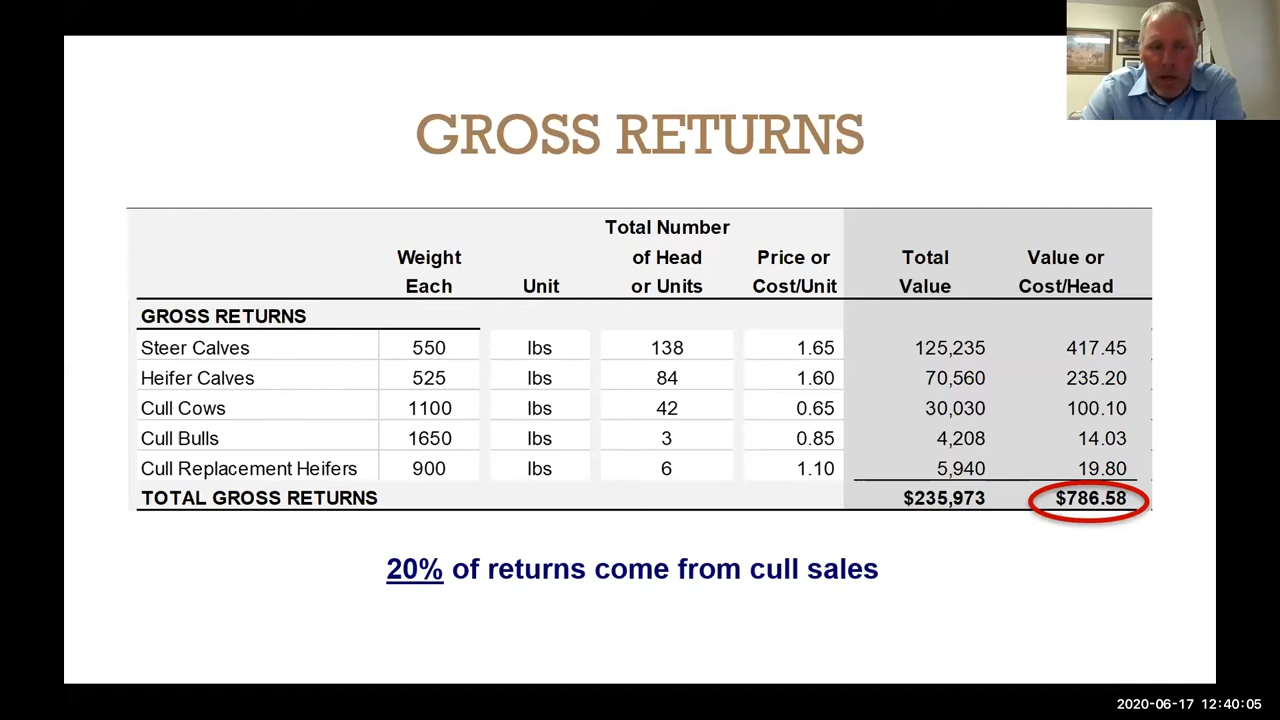 GROSS RETURNS
Weight Each Unit Total Number of Head or Units Price or Cost/Unit Total Value Value or Cost/Head
GROSS RETURNS
Steer Calves 550 lbs 138 1.65 125,235 417.45
Heifer Calves 525 lbs 84 1.60 70,560 235.20
Cull Cows 1100 lbs 42 0.65 30,030 100.10
Cull Bulls 1650 lbs 3 0.85 4,208 14.03
Cull Replacement Heifers 900 lbs 6 1.10 5,940 19.80
TOTAL GROSS RETURNS $235,973 $786.58
20% of returns come from cull sales
2020-06-17 12:40:05